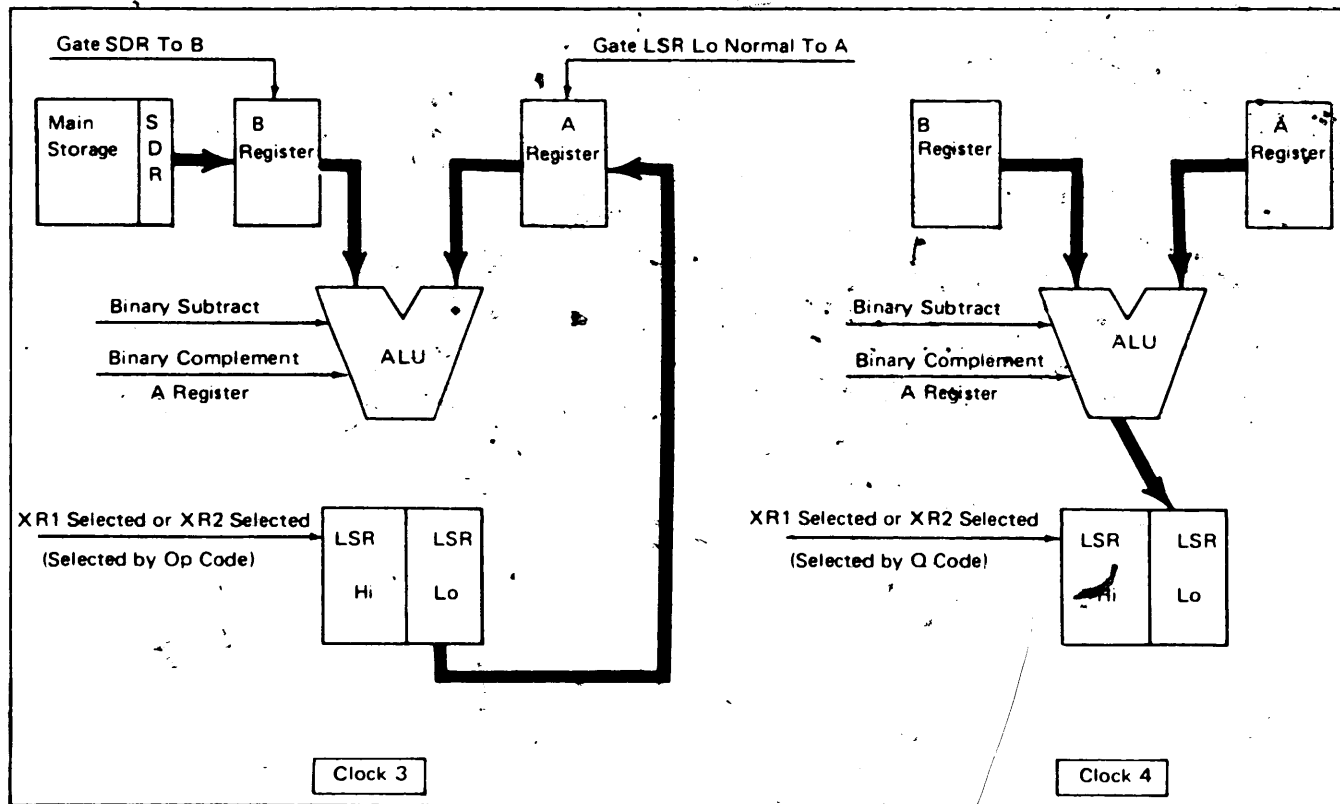 Gate SDR To B
Gate LSR Lo Normal To A
Main
Storage
S
D
R
B
Register
A
Register
Binary Subtract
Binary Complement
A Register
ALU
XR1 Selected or XR2 Selected
(Selected by Op Code)
LSR
Hi
LSR
Lo
Clock 3
B
Register
A
Register
Binary Subtract
Binary Complement
A Register
ALU
XR1 Selected or XR2 Selected
(Selected by Q Code)
LSR
Hi
LSR
Lo
Clock 4